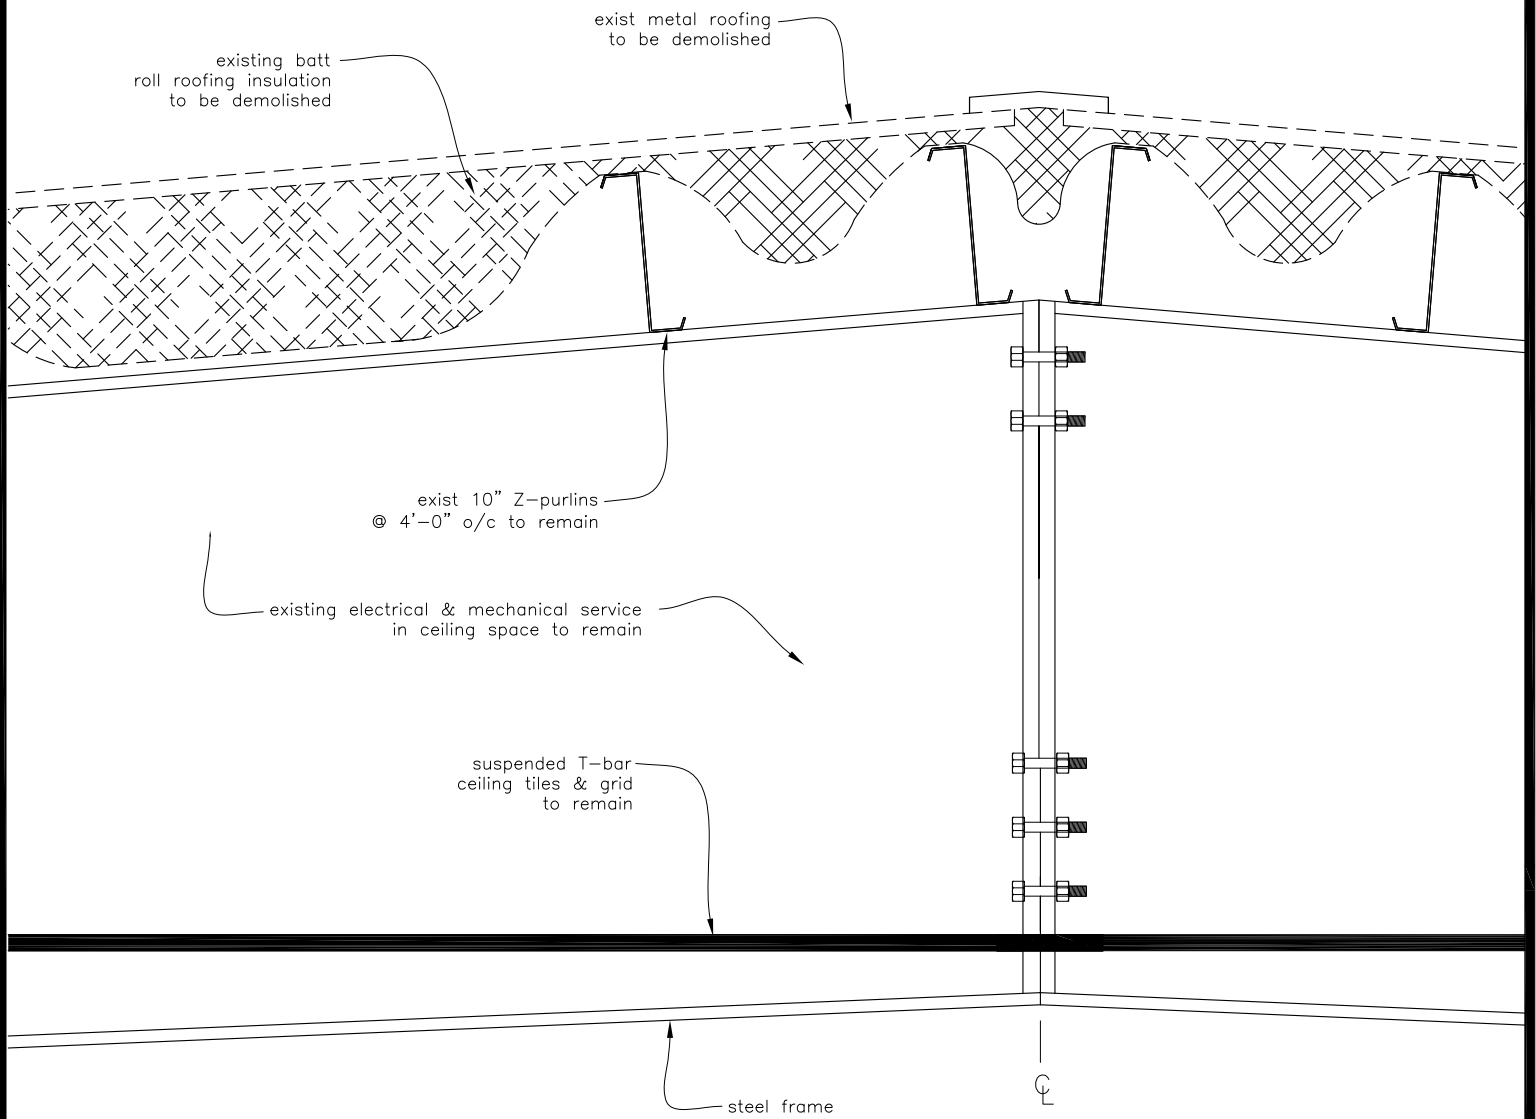 exist metal roofing
to be demolished
existing batt
roll roofing insulation
to be demolished
exist 10" Z-purlins
@ 4'-0" o/c to remain
existing electrical & mechanical service
in ceiling space to remain
suspended T-bar
ceiling tiles & grid
to remain
steel frame
℄